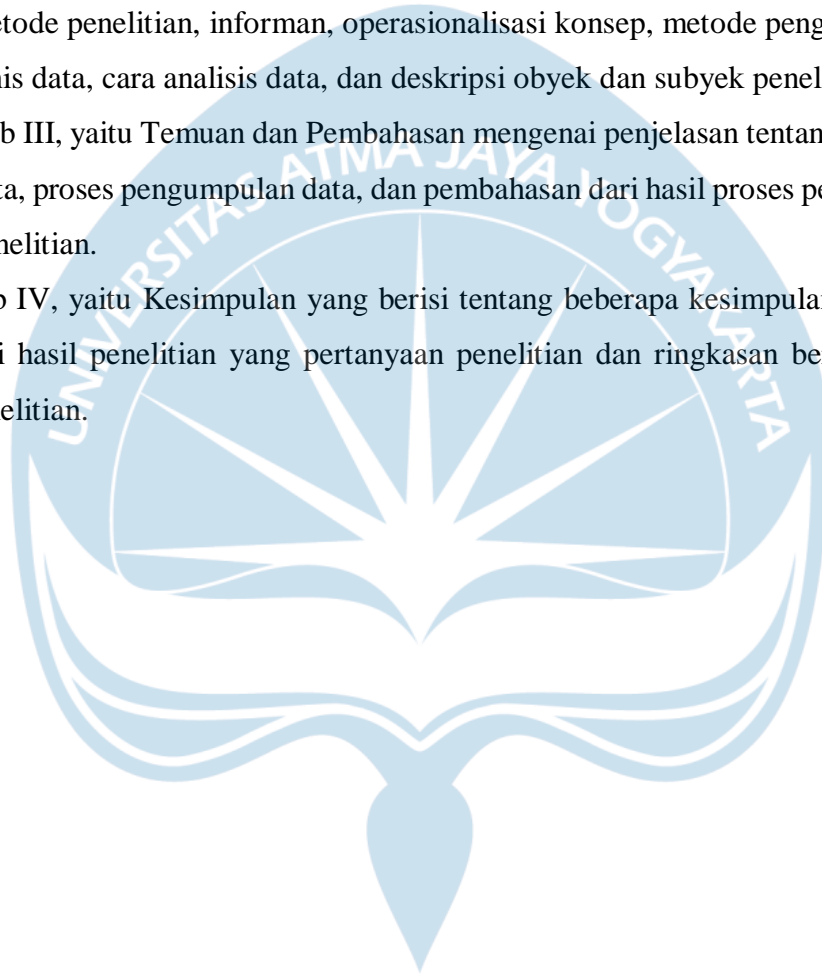 etode penelitian, informan, operasionalisasi konsep, metode peng
nis data, cara analisis data, dan deskripsi obyek dan subyek penel
b III, yaitu Temuan dan Pembahasan mengenai penjelasan tentan
ta, proses pengumpulan data, dan pembahasan dari hasil proses pe
nelitian.
b IV, yaitu Kesimpulan yang berisi tentang beberapa kesimpulan
i hasil penelitian yang pertanyaan penelitian dan ringkasan be
nelitian.
UNIVERSITAS ATMA JAYA YOGYAKARTA